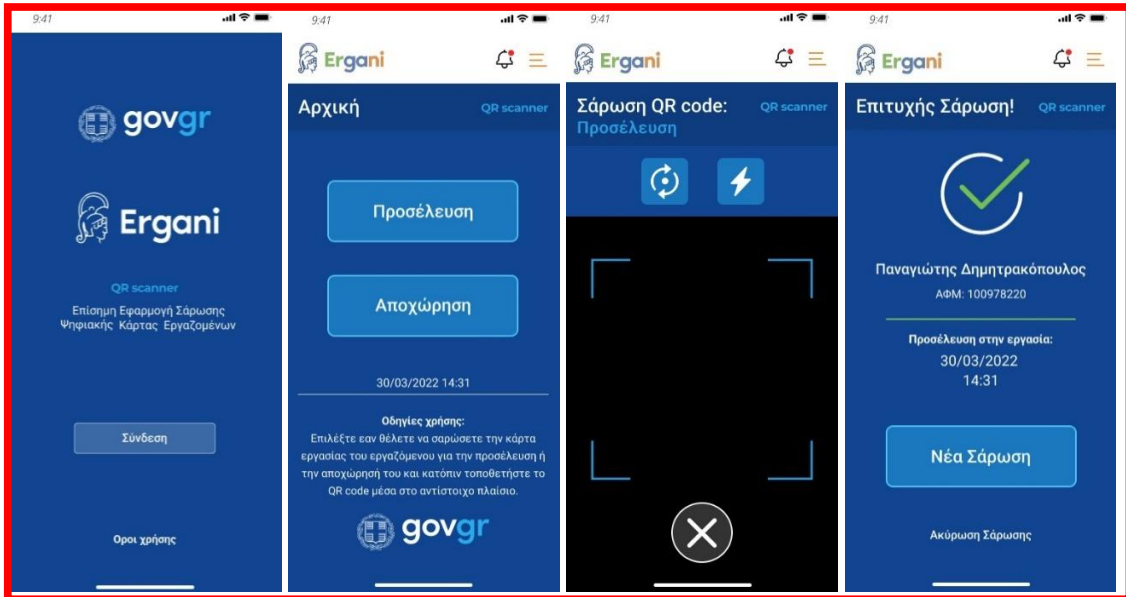 9:41
govgr
Ergani
QR scanner
Επίσημη Εφαρμογή Σάρωσης
Ψηφιακής Κάρτας Εργαζομένων
Σύνδεση
Οροι χρήσης
9:41
Ergani
Αρχική
QR scanner
Προσέλευση
Αποχώρηση
30/03/2022 14:31
Οδηγίες χρήσης:
Επιλέξτε εαν θέλετε να σαρώσετε την κάρτα
εργασίας του εργαζόμενου για την προσέλευση ή
την αποχώρησή του και κατόπιν τοποθετήστε το
QR code μέσα στο αντίστοιχο πλαίσιο.
govgr
9:41
Ergani
Σάρωση QR code:
QR scanner
Προσέλευση
9:41
Ergani
Επιτυχής Σάρωση!
QR scanner
Παναγιώτης Δημητρακόπουλος
ΑΦΜ: 100978220
Προσέλευση στην εργασία:
30/03/2022
14:31
Νέα Σάρωση
Ακύρωση Σάρωσης